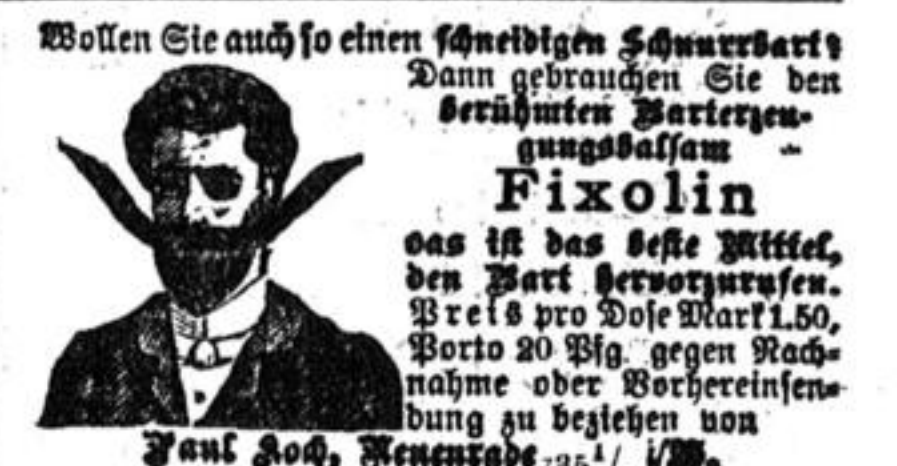 Wollen Sie auch so einen schneidigen Schnurrbart?
Dann gebrauchen Sie den
berühmten Barterzeu-
gungsbalsam
Fixolin
das ist das beste Mittel,
den Bart hervorzurufen.
Preis pro Dose Mark 1.50,
Porto 20 Pfg. gegen Nach-
nahme oder Vorhereinsen-
dung zu beziehen von
Paul Koch, Neuenrade i/W.